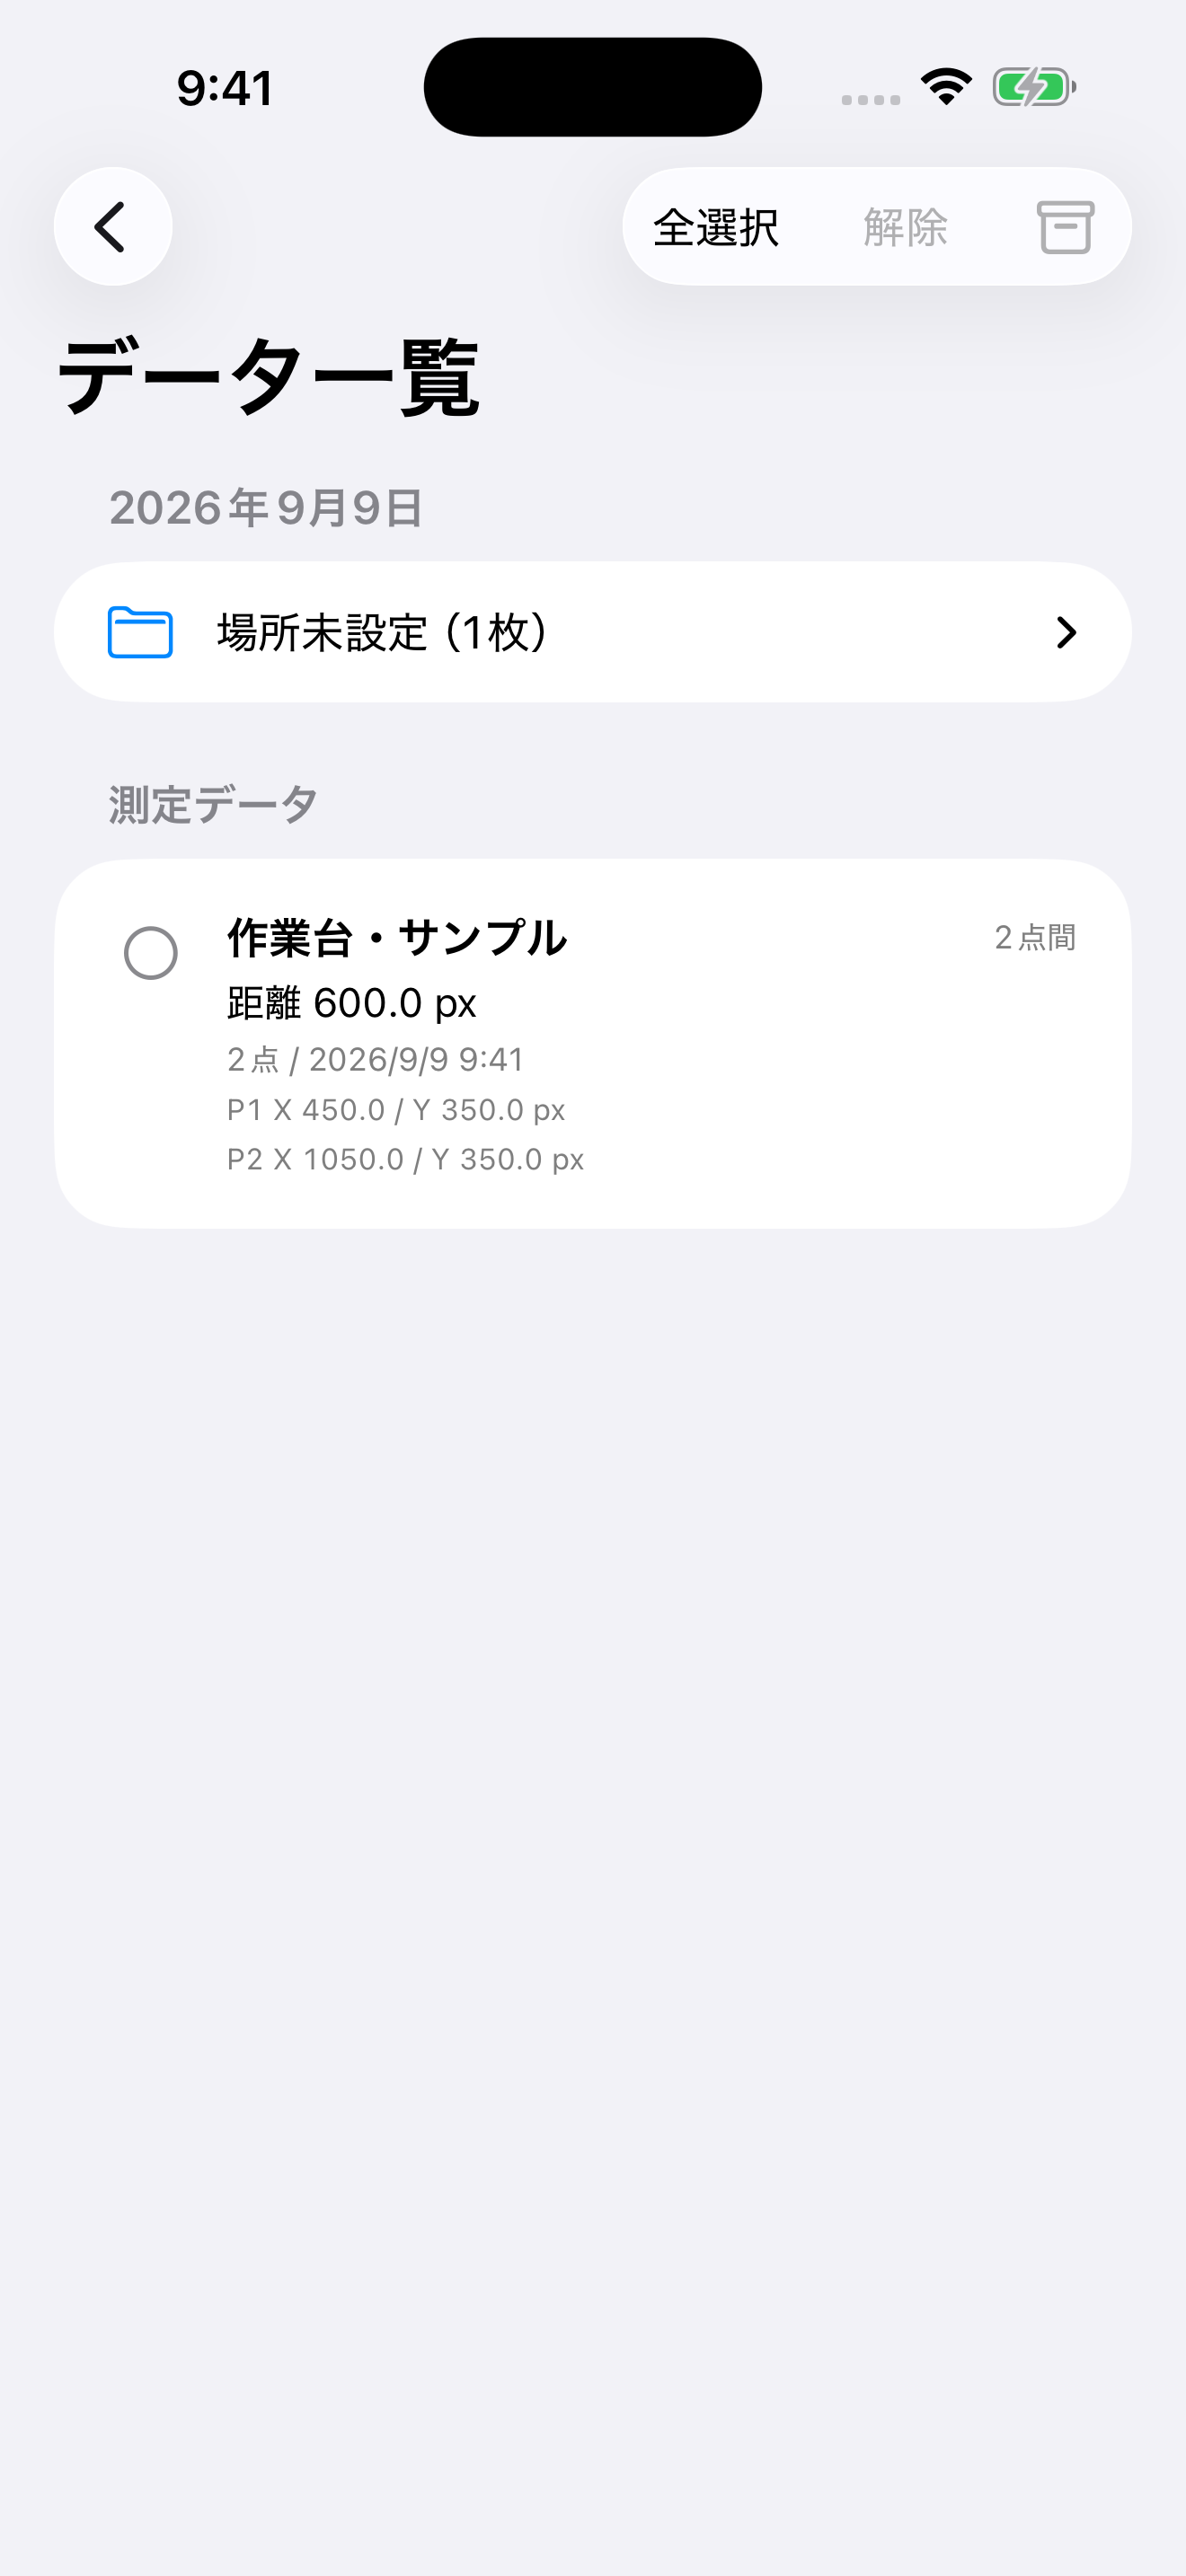 9:41
全選択 解除
データ一覧
2026年9月9日
場所未設定（1枚）
測定データ
作業台・サンプル 2点間
距離 600.0 px
2点 / 2026/9/9 9:41
P1 X 450.0 / Y 350.0 px
P2 X 1050.0 / Y 350.0 px